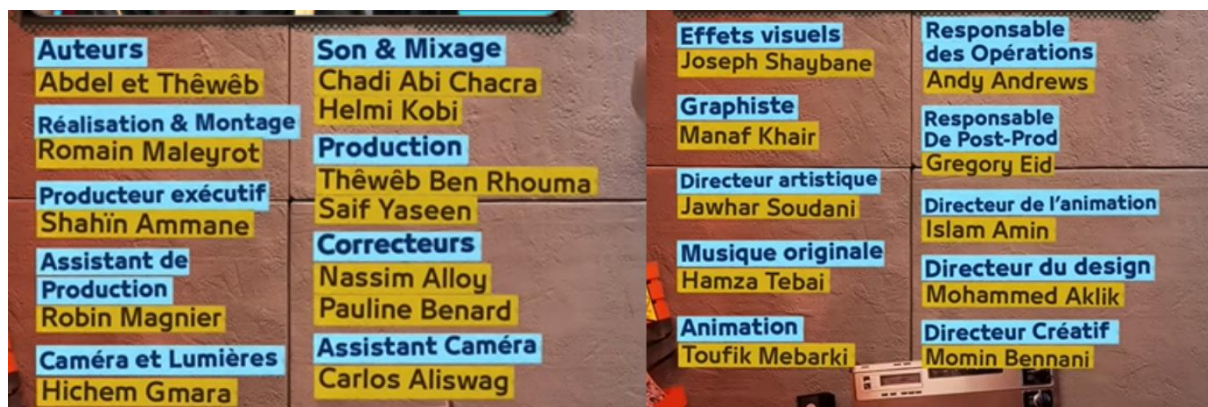 Auteurs
Abdel et Thêwêb
Réalisation & Montage
Romain Maleyrot
Producteur exécutif
Shahïn Ammane
Assistant de
Production
Robin Magnier
Caméra et Lumières
Hichem Gmara
Son & Mixage
Chadi Abi Chacra
Helmi Kobi
Production
Thêwêb Ben Rhouma
Saif Yaseen
Correcteurs
Nassim Alloy
Pauline Benard
Assistant Caméra
Carlos Aliswag
Effets visuels
Joseph Shaybane
Graphiste
Manaf Khair
Directeur artistique
Jawhar Soudani
Musique originale
Hamza Tebai
Animation
Toufik Mebarki
Responsable
des Opérations
Andy Andrews
Responsable
De Post-Prod
Gregory Eid
Directeur de l'animation
Islam Amin
Directeur du design
Mohammed Aklik
Directeur Créatif
Momin Bennani